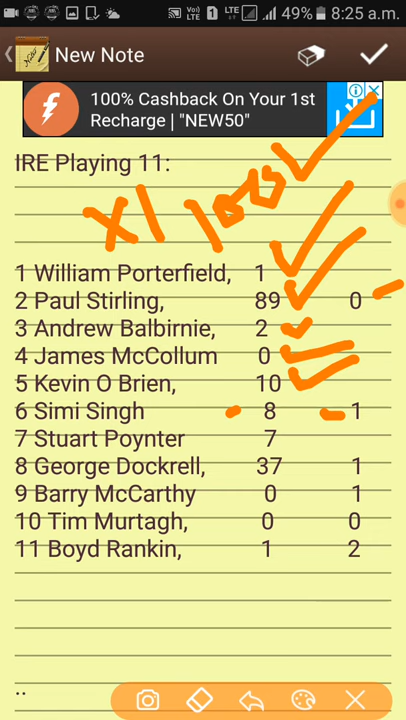 49% 8:25 a.m.
New Note
100% Cashback On Your 1st
Recharge | "NEW50"
IRE Playing 11:
XI
1 William Porterfield, 1
2 Paul Stirling, 89 0
3 Andrew Balbirnie, 2
4 James McCollum 0
5 Kevin O Brien, 10
6 Simi Singh 8 1
7 Stuart Poynter 7
8 George Dockrell, 37 1
9 Barry McCarthy 0 1
10 Tim Murtagh, 0 0
11 Boyd Rankin, 1 2
..